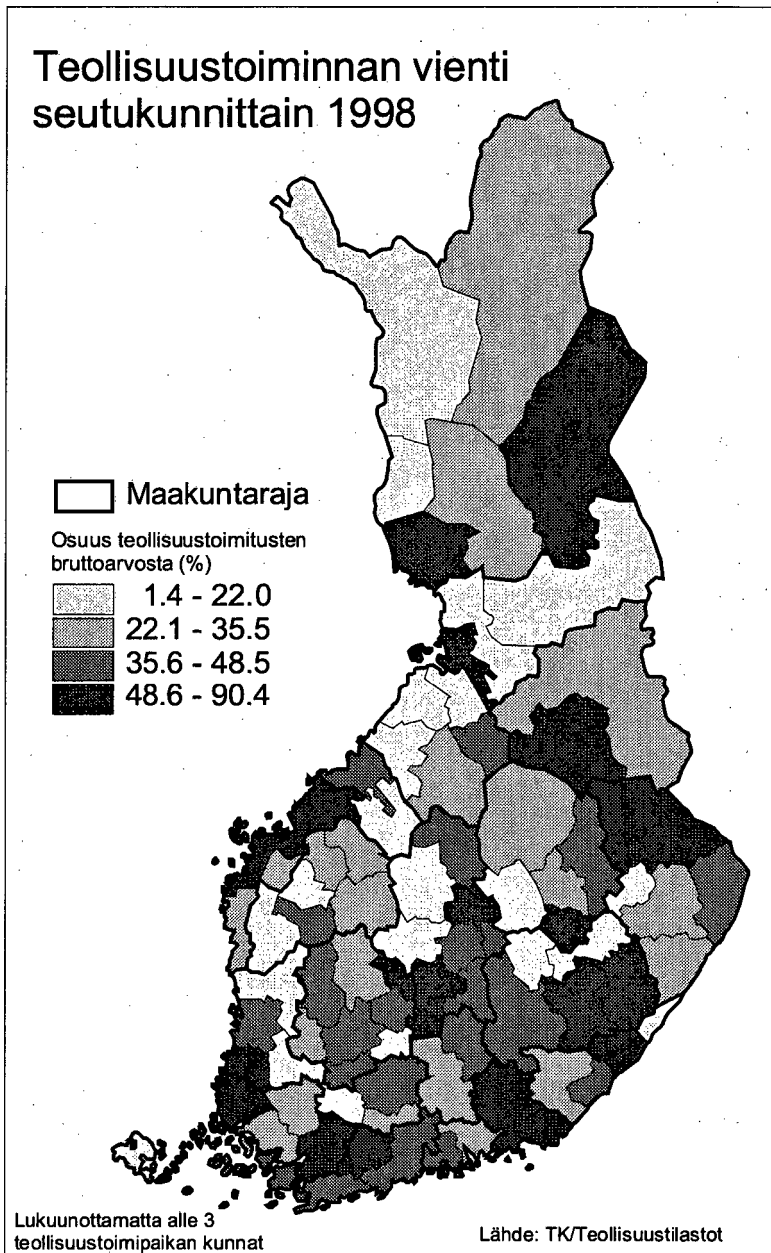 Teollisuustoiminnan vienti
seutukunnittain 1998
Maakuntaraja
Osuus teollisuustoimitusten
bruttoarvosta (%)
1.4 - 22.0
22.1 - 35.5
35.6 - 48.5
48.6 - 90.4
Lukuunottamatta alle 3
teollisuustoimipaikan kunnat
Lähde: TK/Teollisuustilastot